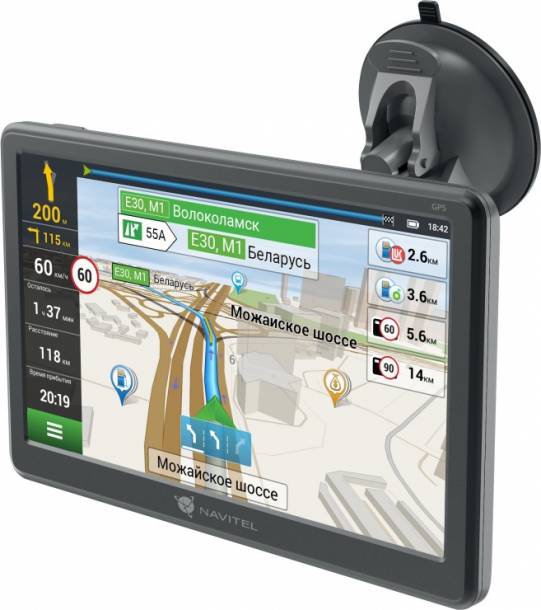 GPS
18:42
200 м
115 км
60 км/ч
60
Осталось
1 ч 37 мин
Расстояние
118 км
Время прибытия
20:19
E30, M1 Волоколамск
55A
E30, M1 Беларусь
E30, M1 Беларусь
Можайское шоссе
6
Можайское шоссе
2.6 км
3.6 км
60
5.6 км
90
14 км
NAVITEL